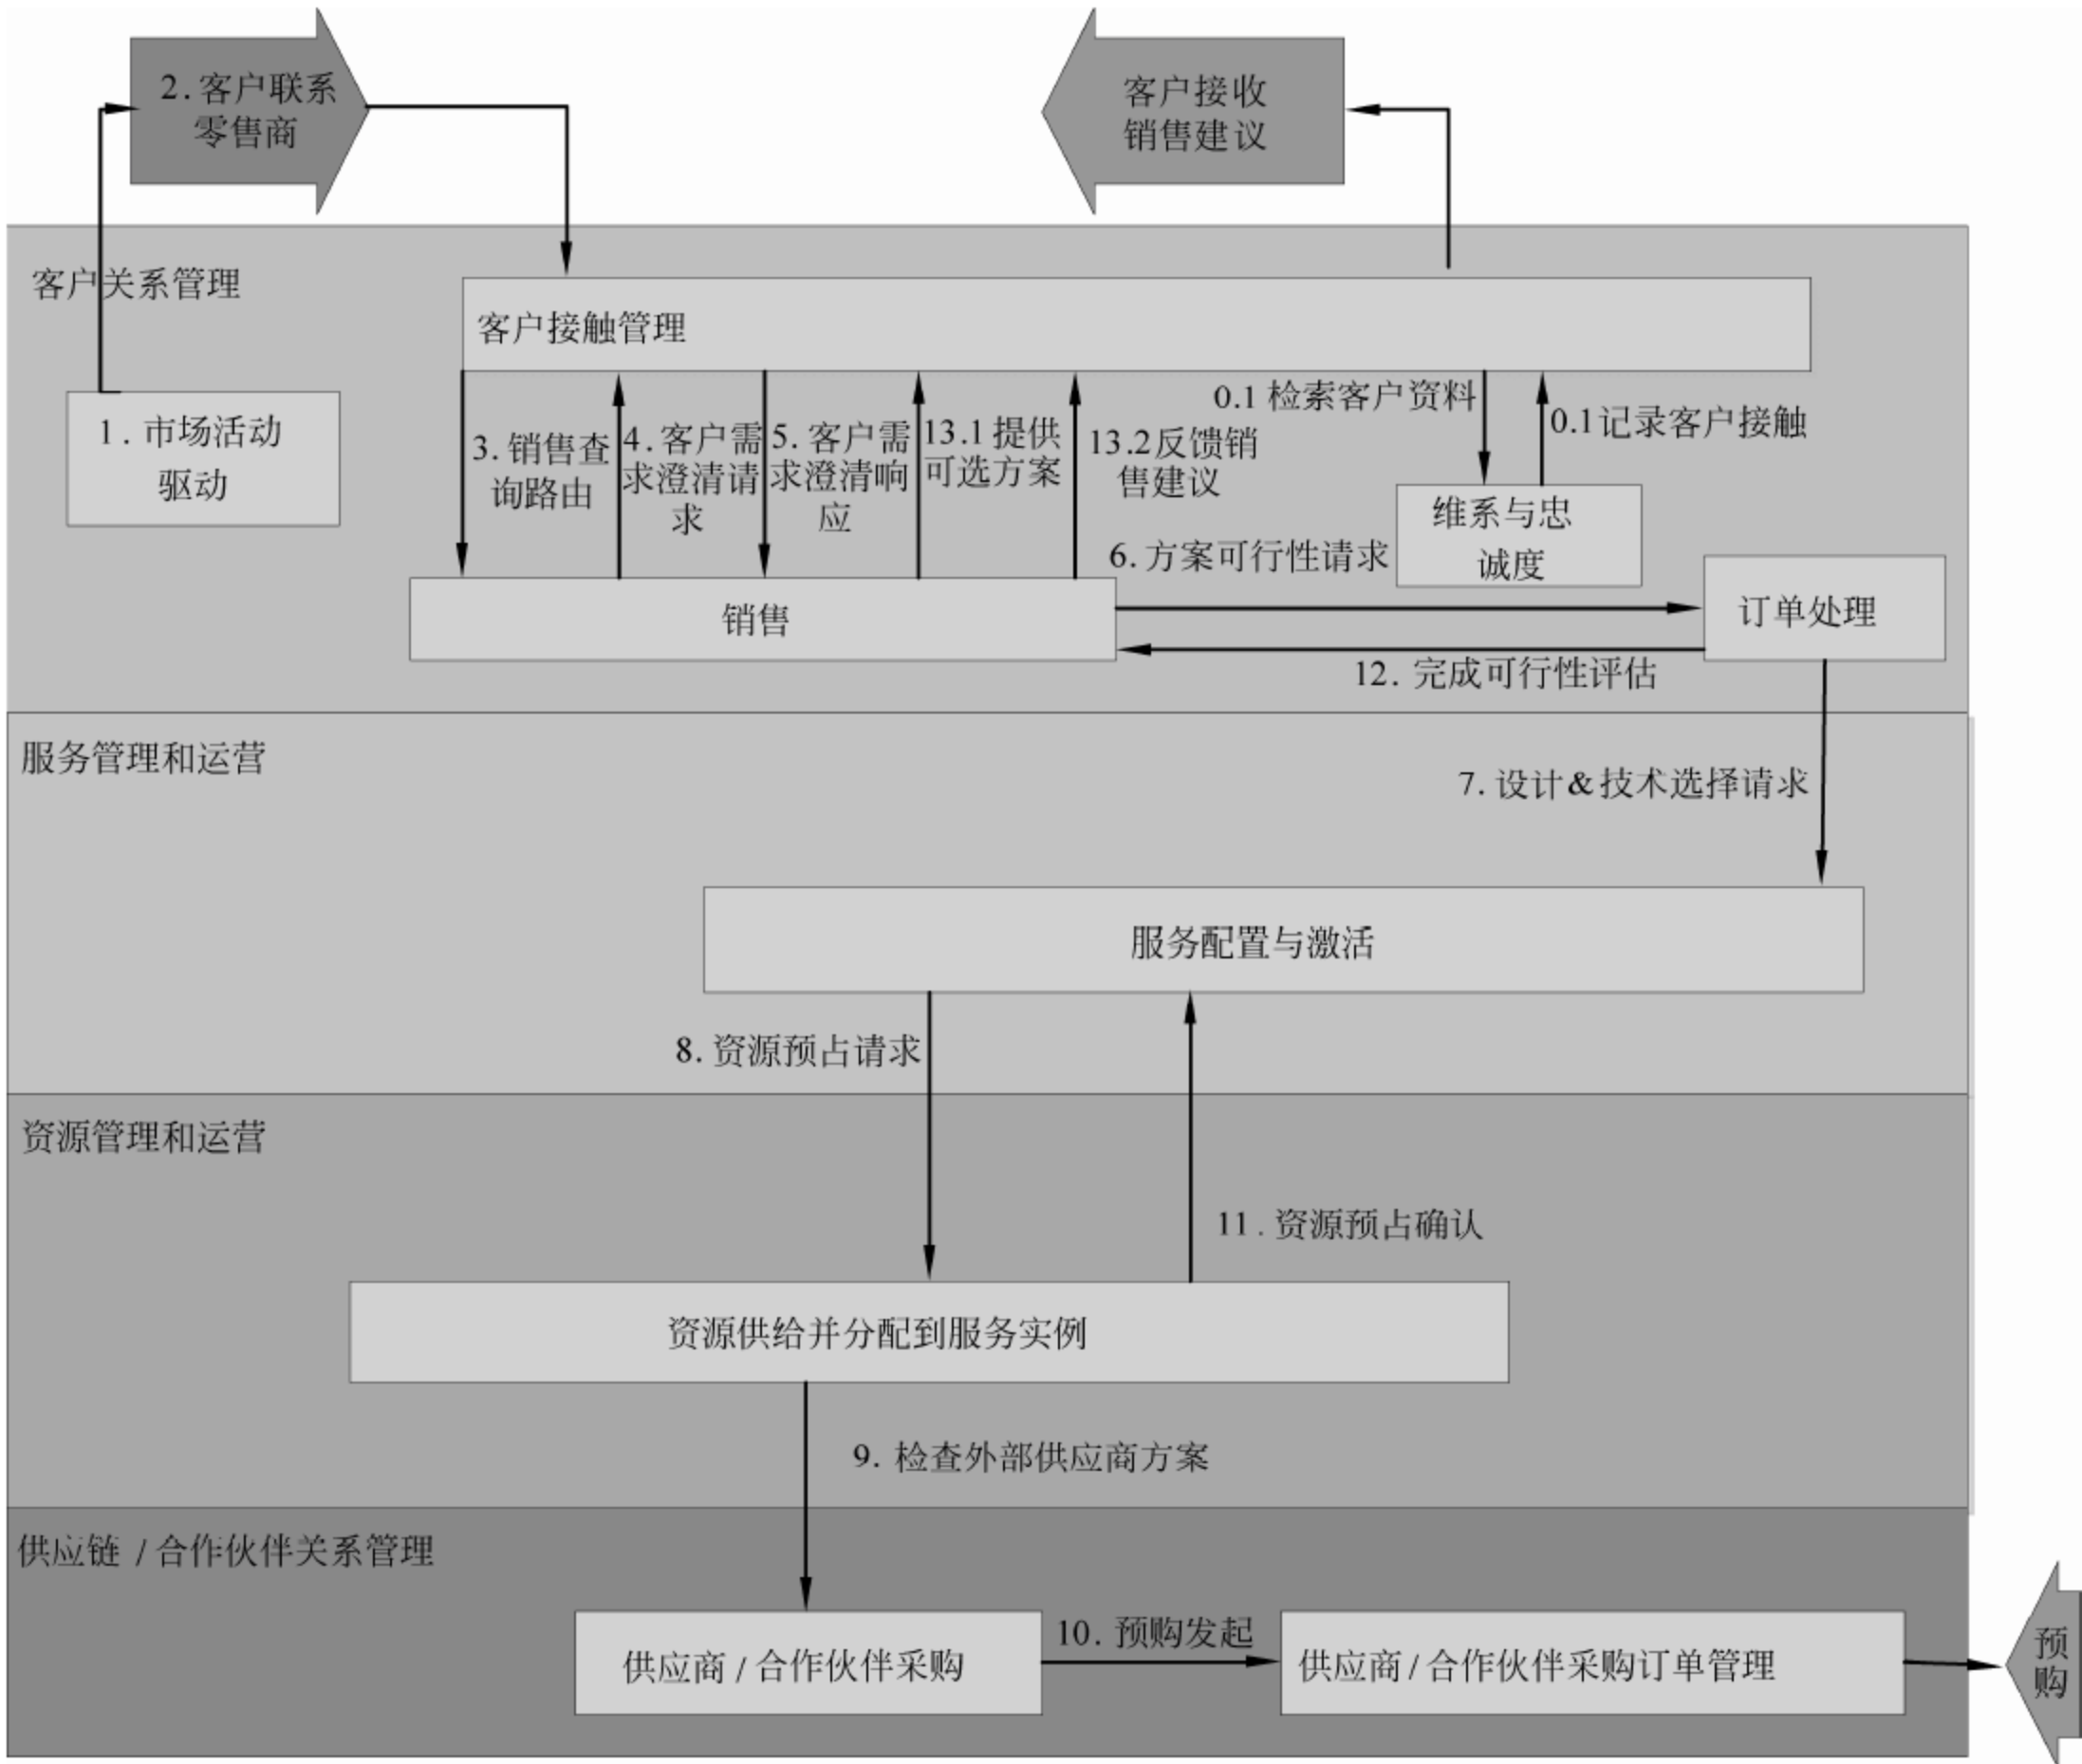 2. 客户联系
零售商
客户接收
销售建议
客户关系管理
客户接触管理
1. 市场活动
驱动
3. 销售查
询路由
4. 客户需
求澄清请
求
5. 客户需
求澄清响
应
13.1 提供
可选方案
13.2反馈销
售建议
0.1 检索客户资料
0.1记录客户接触
维系与忠
诚度
6. 方案可行性请求
销售
订单处理
12. 完成可行性评估
服务管理和运营
7. 设计&技术选择请求
服务配置与激活
8. 资源预占请求
资源管理和运营
11. 资源预占确认
资源供给并分配到服务实例
9. 检查外部供应商方案
供应链 / 合作伙伴关系管理
供应商 / 合作伙伴采购
10. 预购发起
供应商/ 合作伙伴采购订单管理
预
购